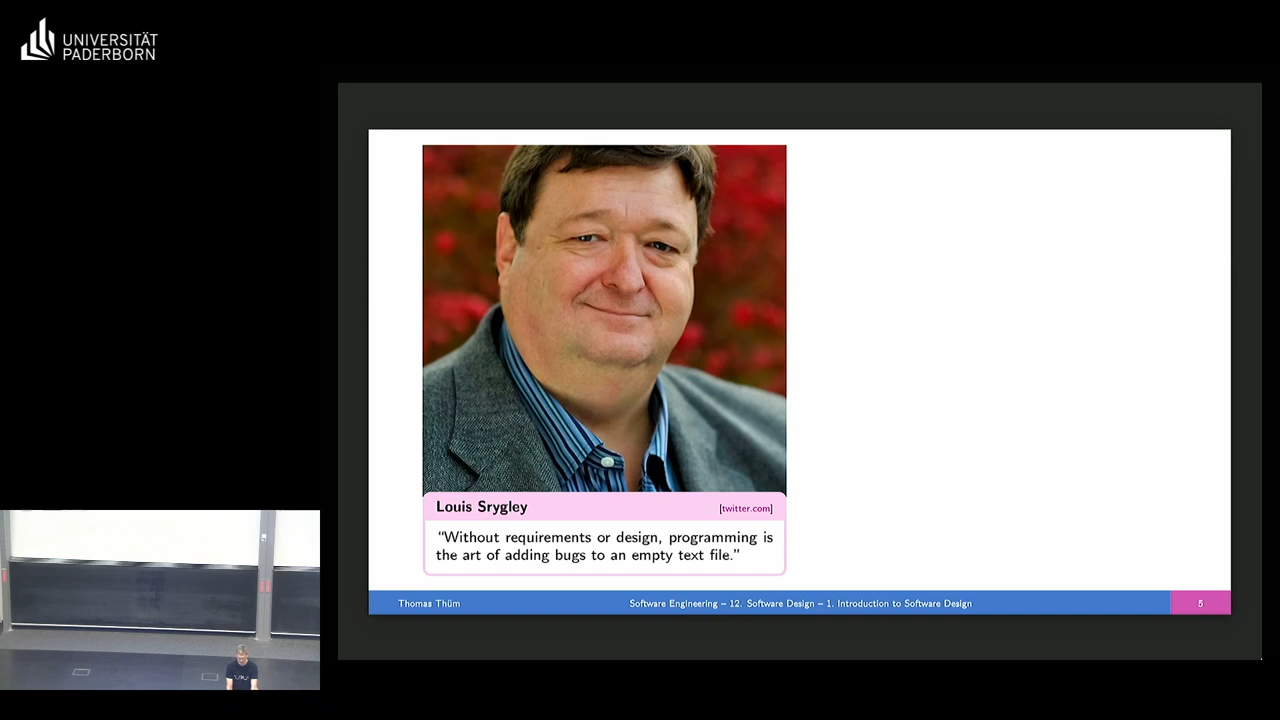 UNIVERSITÄT
PADERBORN
Louis Srygley [twitter.com]
“Without requirements or design, programming is
the art of adding bugs to an empty text file.”
Thomas Thüm Software Engineering – 12. Software Design – 1. Introduction to Software Design 5